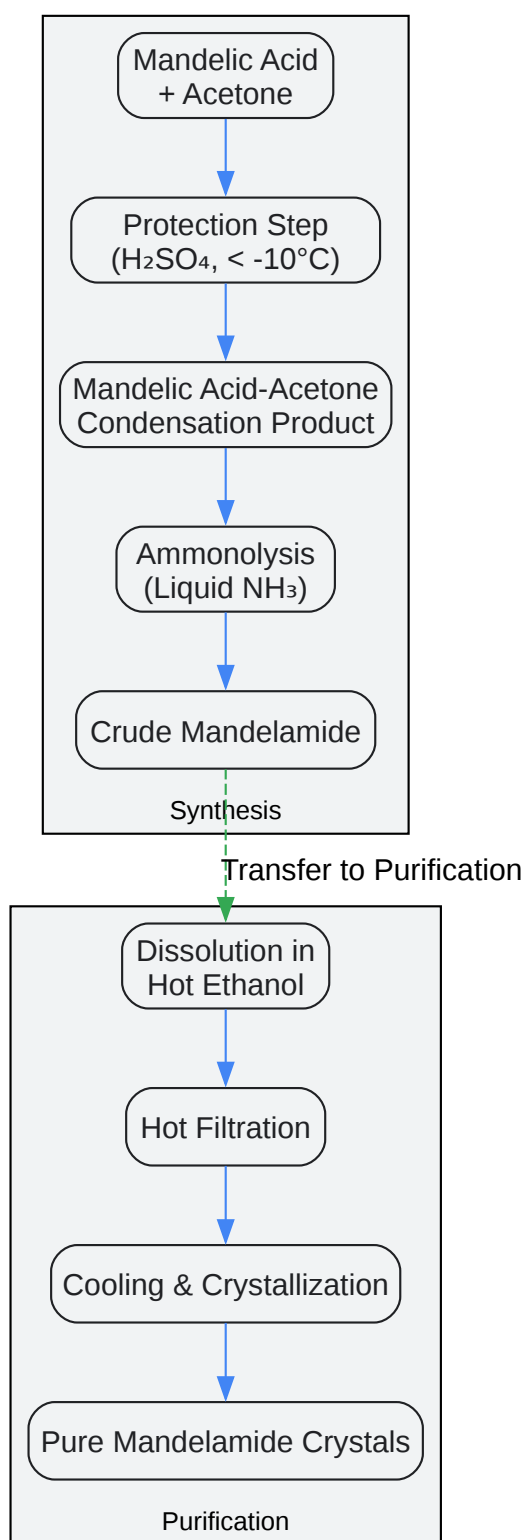 Mandelic Acid
+ Acetone
Protection Step
(H₂SO₄, < -10°C)
Mandelic Acid-Acetone
Condensation Product
Ammonolysis
(Liquid NH₃)
Crude Mandelamide
Synthesis
Transfer to Purification
Dissolution in
Hot Ethanol
Hot Filtration
Cooling & Crystallization
Pure Mandelamide Crystals
Purification